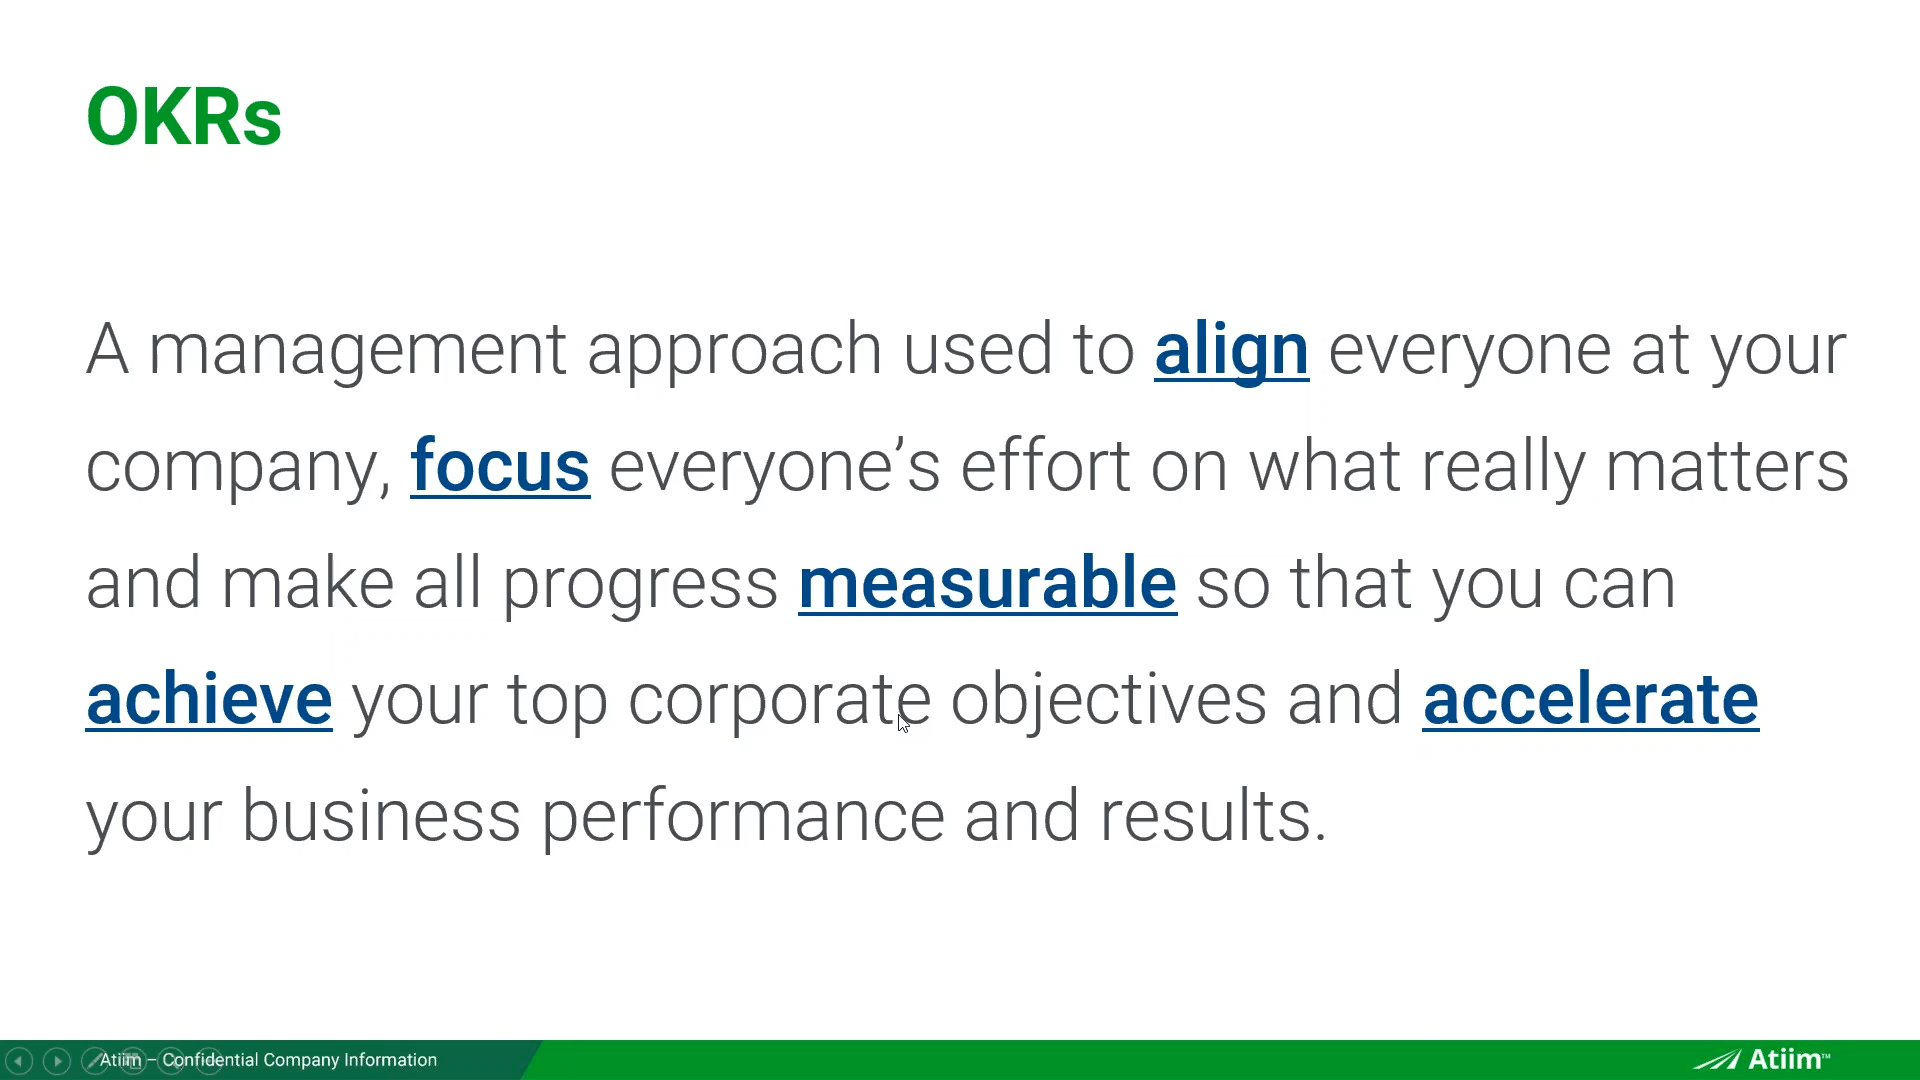 OKRs
A management approach used to align everyone at your
company, focus everyone’s effort on what really matters
and make all progress measurable so that you can
achieve your top corporate objectives and accelerate
your business performance and results.
Atiim – Confidential Company Information
Atiim™